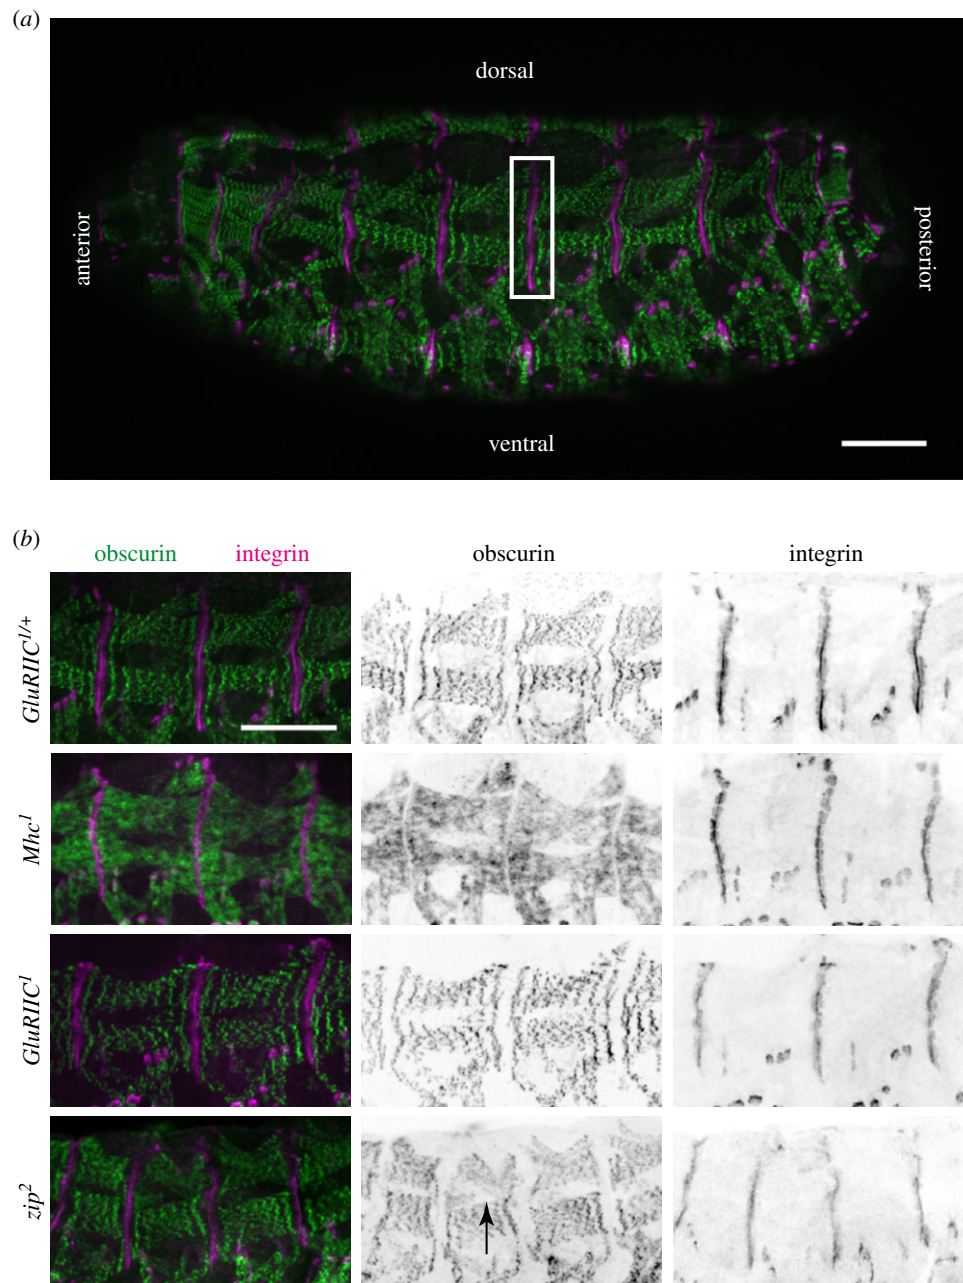 (a)
dorsal
anterior
posterior
ventral
(b)
obscurin integrin obscurin integrin
GluRIIC1/+
Mhc1
GluRIIC1
zip2